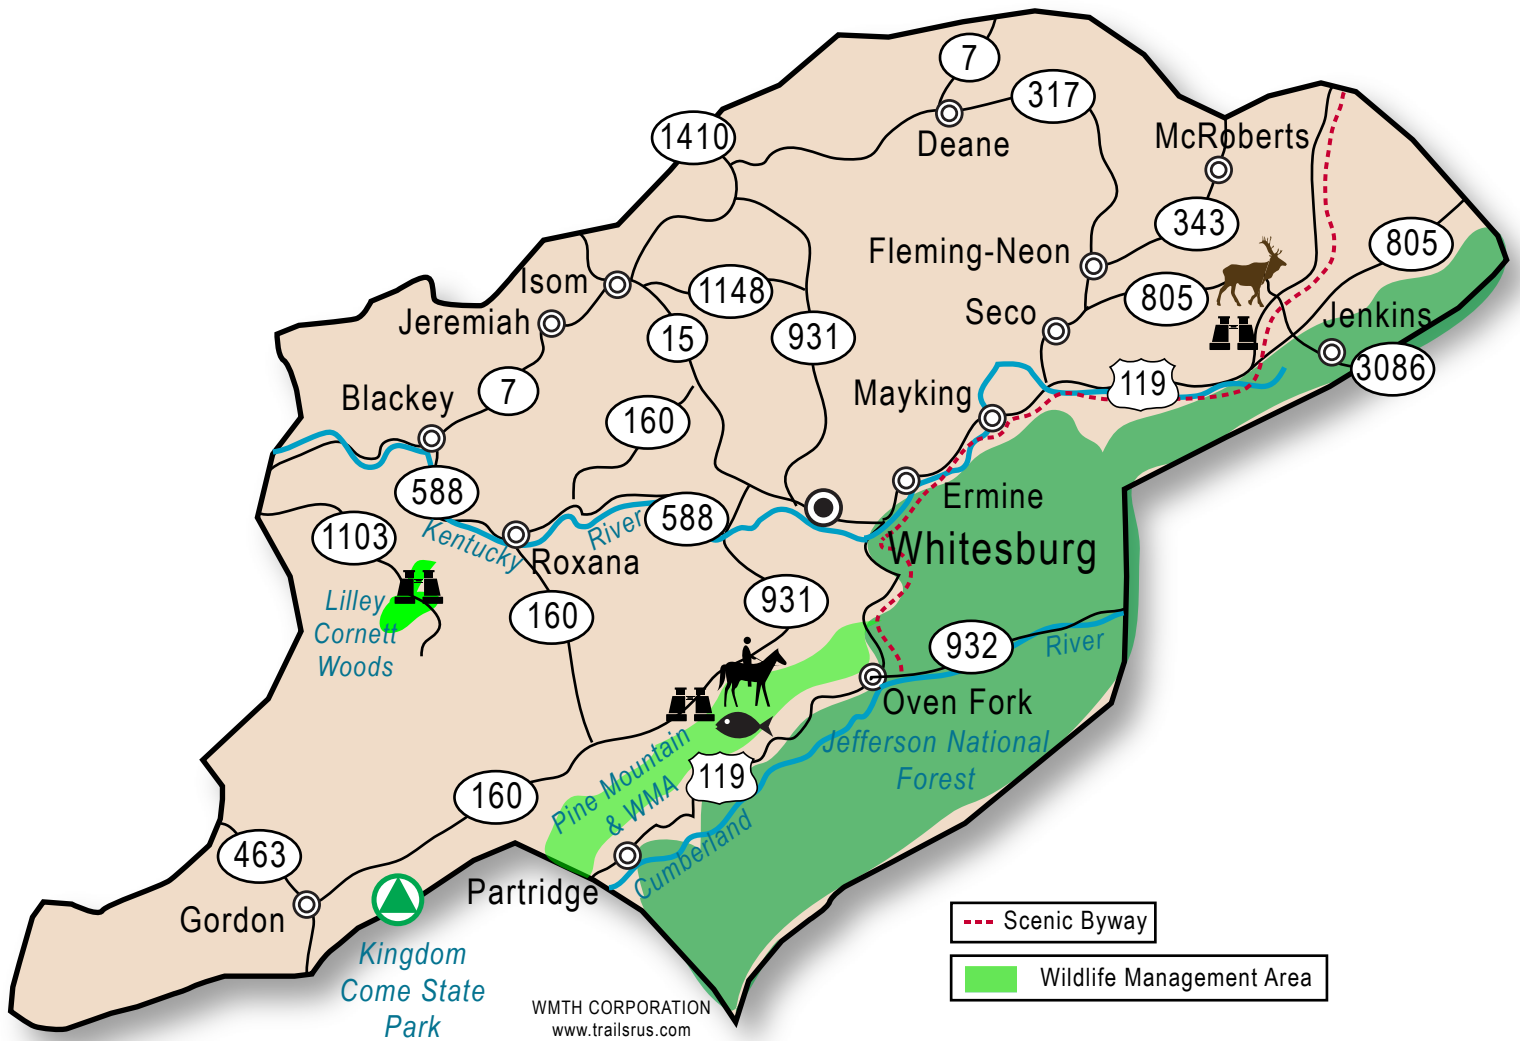 7
317
1410
Deane
McRoberts
343
805
Fleming-Neon
Isom
1148
805
Jenkins
Seco
Jeremiah
15
931
3086
119
Mayking
7
Blackey
160
588
Ermine
588
Kentucky
River
1103
Roxana
Whitesburg
Lilley
Cornett
Woods
160
931
932
River
Oven Fork
Jefferson National
Forest
Pine Mountain
& WMA
119
160
Cumberland
463
Partridge
Gordon
Scenic Byway
Kingdom
Come State
Park
Wildlife Management Area
WMTH CORPORATION
www.trailsrus.com